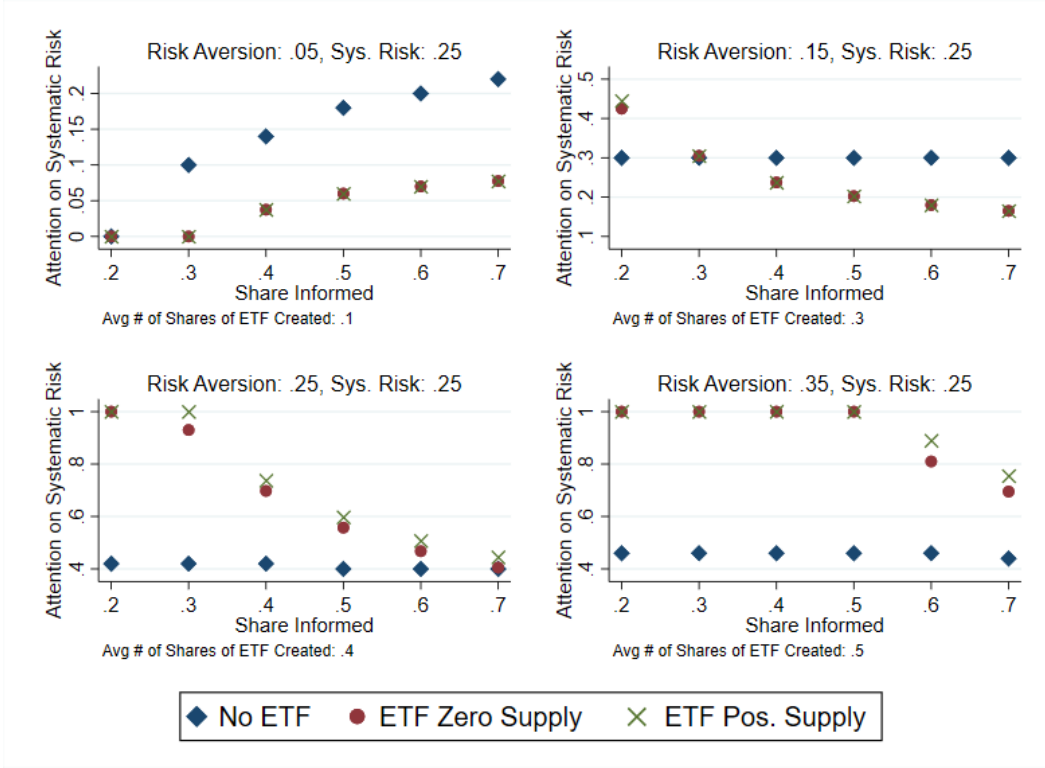 Risk Aversion: .05, Sys. Risk: .25
Attention on Systematic Risk
.2
.15
.1
.05
0
.2 .3 .4 .5 .6 .7
Share Informed
Avg # of Shares of ETF Created: .1
Risk Aversion: .15, Sys. Risk: .25
Attention on Systematic Risk
.5
.4
.3
.2
.1
.2 .3 .4 .5 .6 .7
Share Informed
Avg # of Shares of ETF Created: .3
Risk Aversion: .25, Sys. Risk: .25
Attention on Systematic Risk
1
.8
.6
.4
.2 .3 .4 .5 .6 .7
Share Informed
Avg # of Shares of ETF Created: .4
Risk Aversion: .35, Sys. Risk: .25
Attention on Systematic Risk
1
.8
.6
.4
.2 .3 .4 .5 .6 .7
Share Informed
Avg # of Shares of ETF Created: .5
No ETF ETF Zero Supply ETF Pos. Supply